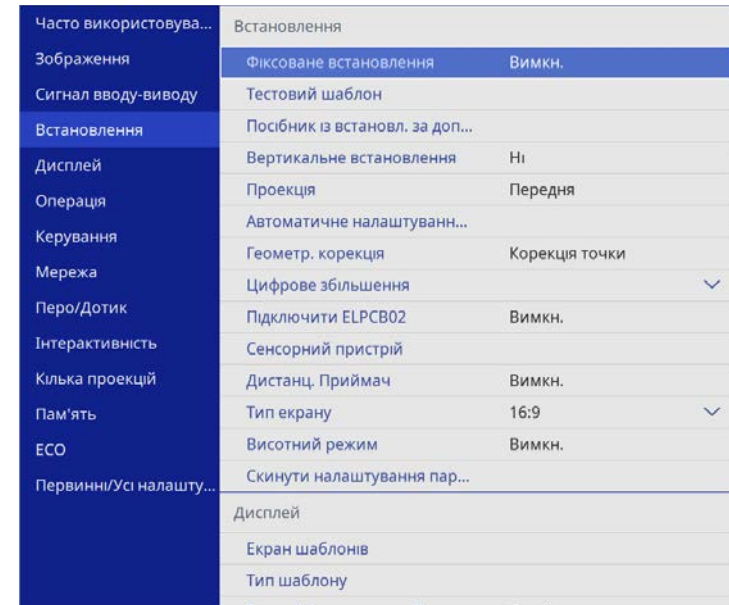 Часто використовува...
Зображення
Сигнал вводу-виводу
Встановлення
Дисплей
Операція
Керування
Мережа
Перо/Дотик
Інтерактивність
Кілька проекцій
Пам'ять
ECO
Первинні/Усі налашту...
Встановлення
Фіксоване встановлення Вимкн.
Тестовий шаблон
Посібник із встановл. за доп...
Вертикальне встановлення Ні
Проекція Передня
Автоматичне налаштуванн...
Геометр. корекція Корекція точки
Цифрове збільшення
Підключити ELPCB02 Вимкн.
Сенсорний пристрій
Дистанц. Приймач Вимкн.
Тип екрану 16:9
Висотний режим Вимкн.
Скинути налаштування пар...
Дисплей
Екран шаблонів
Тип шаблону